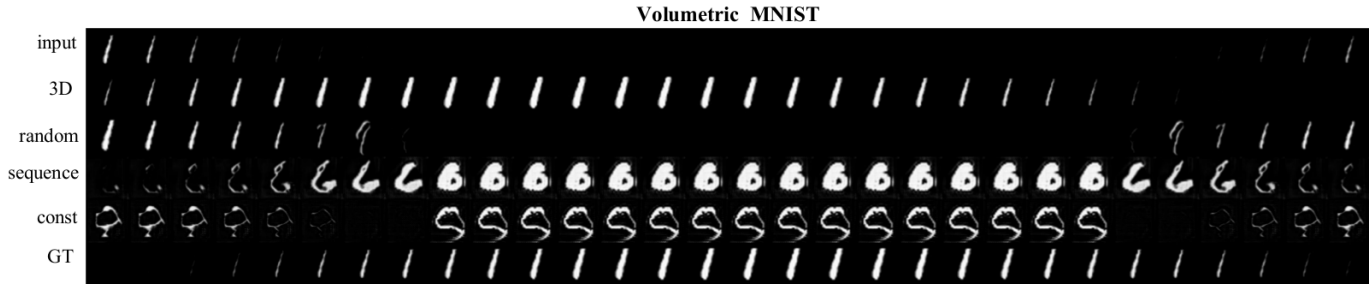 Volumetric MNIST
input
3D
random
sequence
const
GT